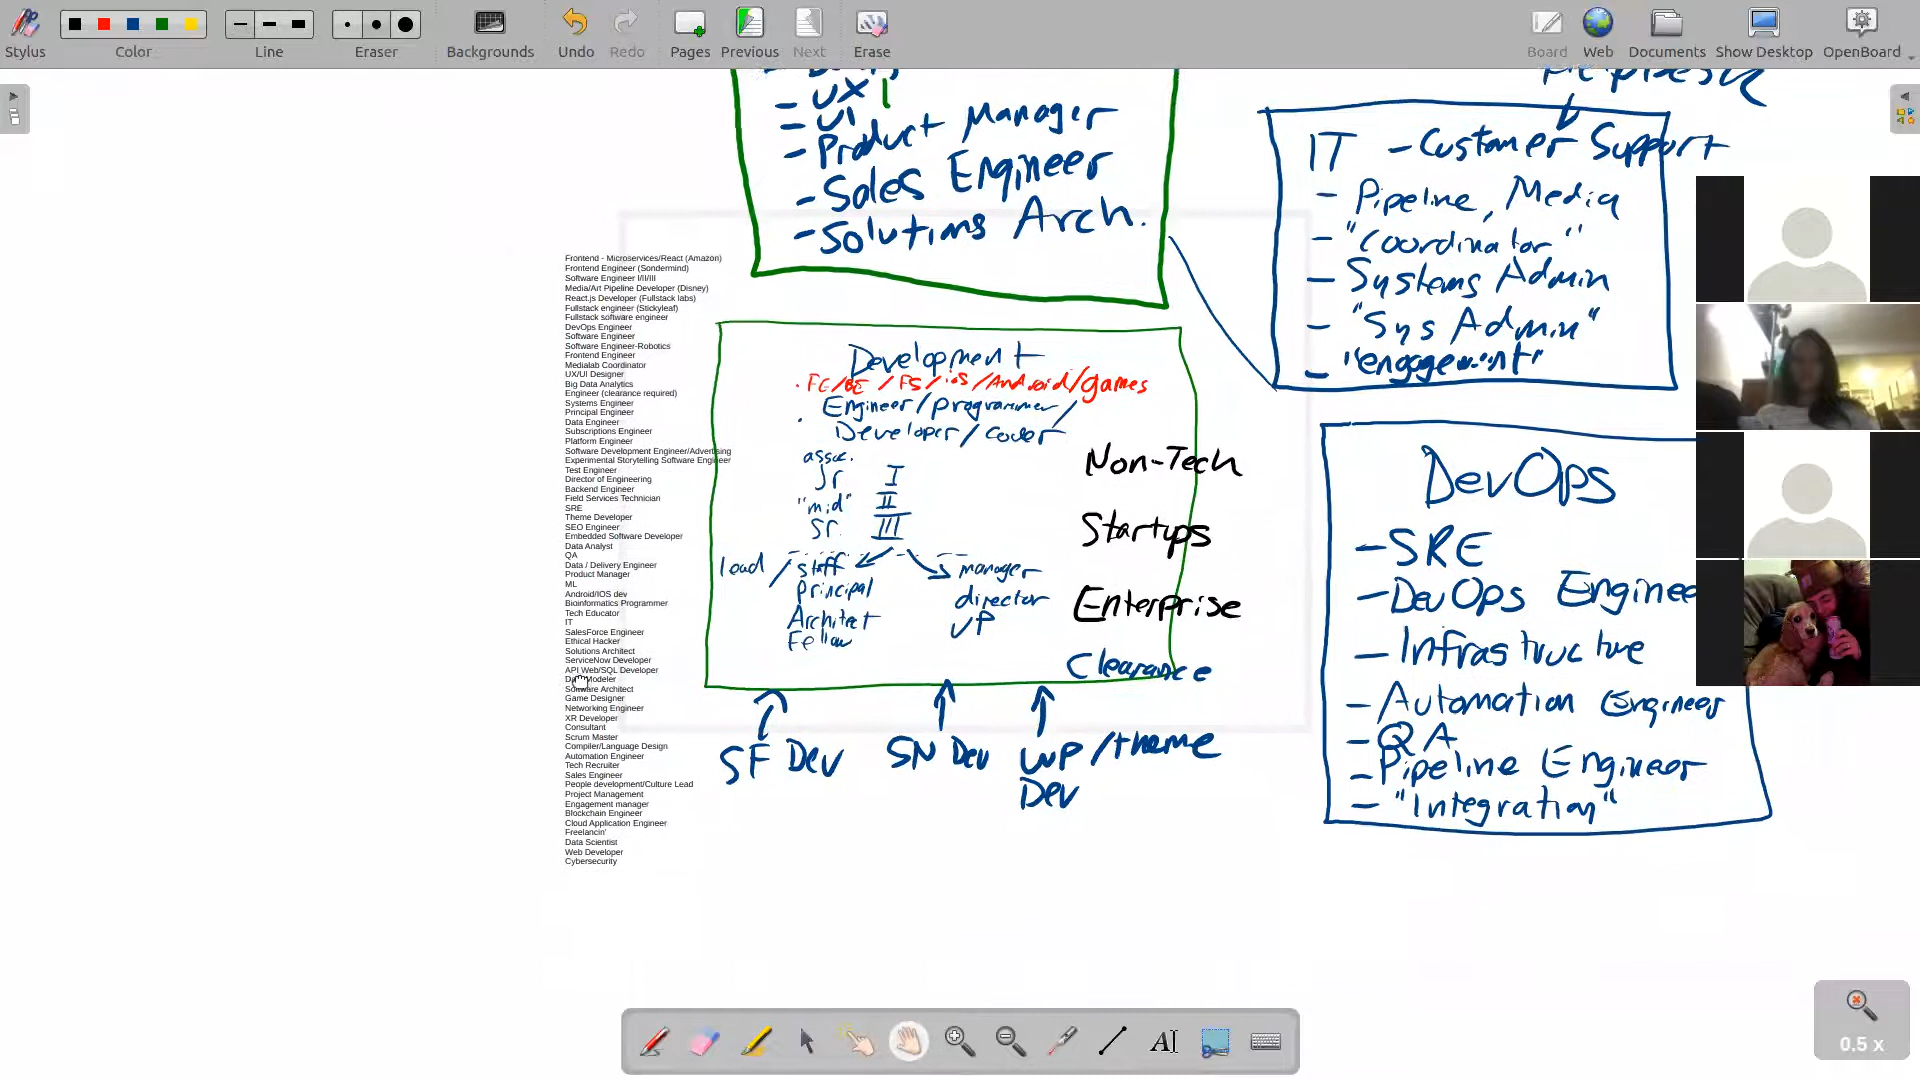 Stylus
Color
Line
Eraser
Backgrounds
Undo
Redo
Pages
Previous
Next
Erase
Board
Web
Documents
Show Desktop
OpenBoard
- UX
- UI
- Product Manager
- Sales Engineer
- Solutions Arch.
IT - Customer Support
- Pipeline, Media
- "Coordinator"
- Systems Admin
- "Sys Admin"
- "engagement"
Frontend - Microservices/React (Amazon)
Frontend Engineer (Sondermind)
Software Engineer I/II/III
Media/Art Pipeline Developer (Disney)
React.js Developer (Fullstack labs)
Fullstack engineer (Stickyleaf)
Fullstack software engineer
DevOps Engineer
Software Engineer
Software Engineer-Robotics
Frontend Engineer
Medialab Coordinator
UX/UI Designer
Big Data Analytics
Engineer (clearance required)
Systems Engineer
Principal Engineer
Data Engineer
Subscriptions Engineer
Platform Engineer
Software Development Engineer/Advertising
Experimental Storytelling Software Engineer
Test Engineer
Director of Engineering
Backend Engineer
Field Services Technician
SRE
Theme Developer
SEO Engineer
Embedded Software Developer
Data Analyst
QA
Data / Delivery Engineer
Product Manager
ML
Android/IOS dev
Bioinformatics Programmer
Tech Educator
IT
SalesForce Engineer
Ethical Hacker
Solutions Architect
ServiceNow Developer
API Web/SQL Developer
Data Modeler
Software Architect
Game Designer
Networking Engineer
XR Developer
Consultant
Scrum Master
Compiler/Language Design
Automation Engineer
Tech Recruiter
Sales Engineer
People development/Culture Lead
Project Management
Engagement manager
Blockchain Engineer
Cloud Application Engineer
Freelancin'
Data Scientist
Web Developer
Cybersecurity
Development
· FE/BE/FS/iOS/Android/games
· Engineer/programmer/
Developer/coder
assoc.
Jr I
"mid" II
Sr. III
lead / staff
principal
Architect
Fellow
manager
director
VP
Non-Tech
Startups
Enterprise
Clearance
SF Dev
SN Dev
WP/theme
Dev
DevOps
- SRE
- DevOps Enginee
- Infrastructure
- Automation Engineer
- QA
- Pipeline Engineer
- "Integration"
0.5 x